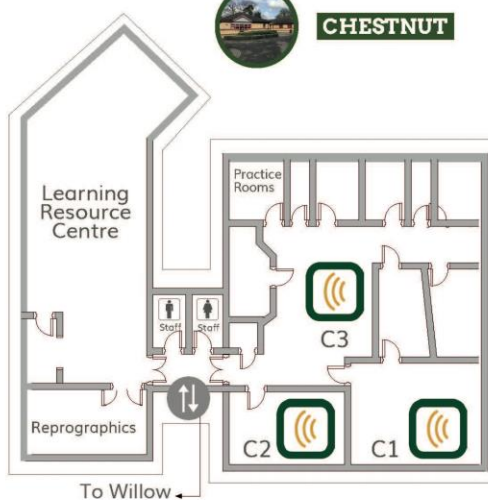 CHESTNUT
Practice
Rooms
Learning
Resource
Centre
Staff
Staff
C3
Reprographics
C2
C1
To Willow